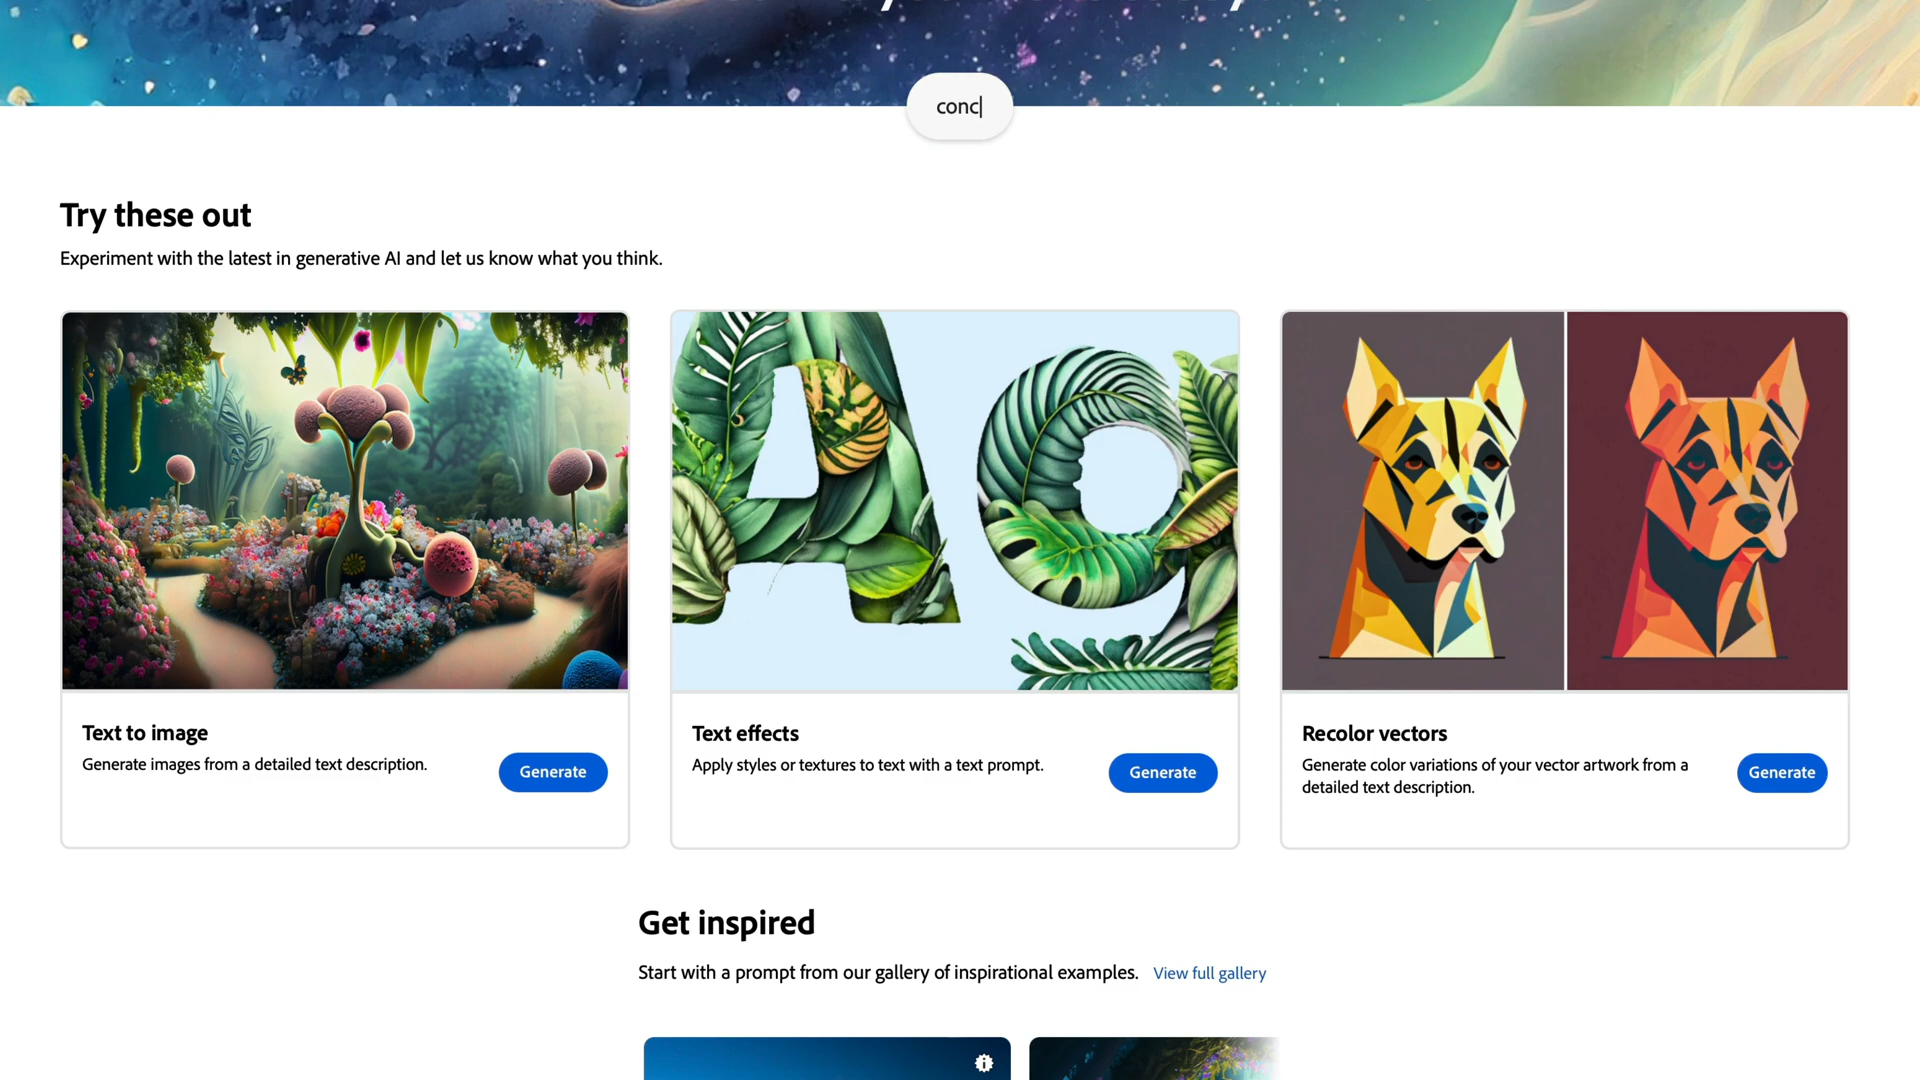 conc
Try these out
Experiment with the latest in generative AI and let us know what you think.
Ag
Text to image
Generate images from a detailed text description.
Generate
Text effects
Apply styles or textures to text with a text prompt.
Generate
Recolor vectors
Generate color variations of your vector artwork from a
detailed text description.
Generate
Get inspired
Start with a prompt from our gallery of inspirational examples. View full gallery